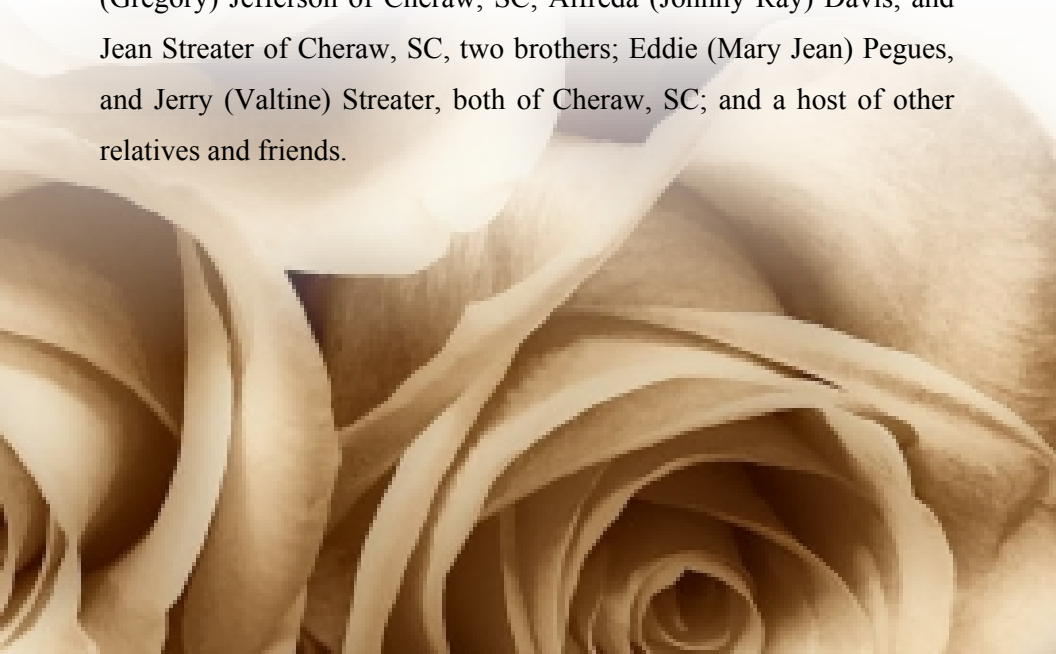 (Gregory) Jefferson of Cheraw, SC; Alfreda (Johnny Ray) Davis, and
Jean Streater of Cheraw, SC, two brothers; Eddie (Mary Jean) Pegues,
and Jerry (Valtine) Streater, both of Cheraw, SC; and a host of other
relatives and friends.